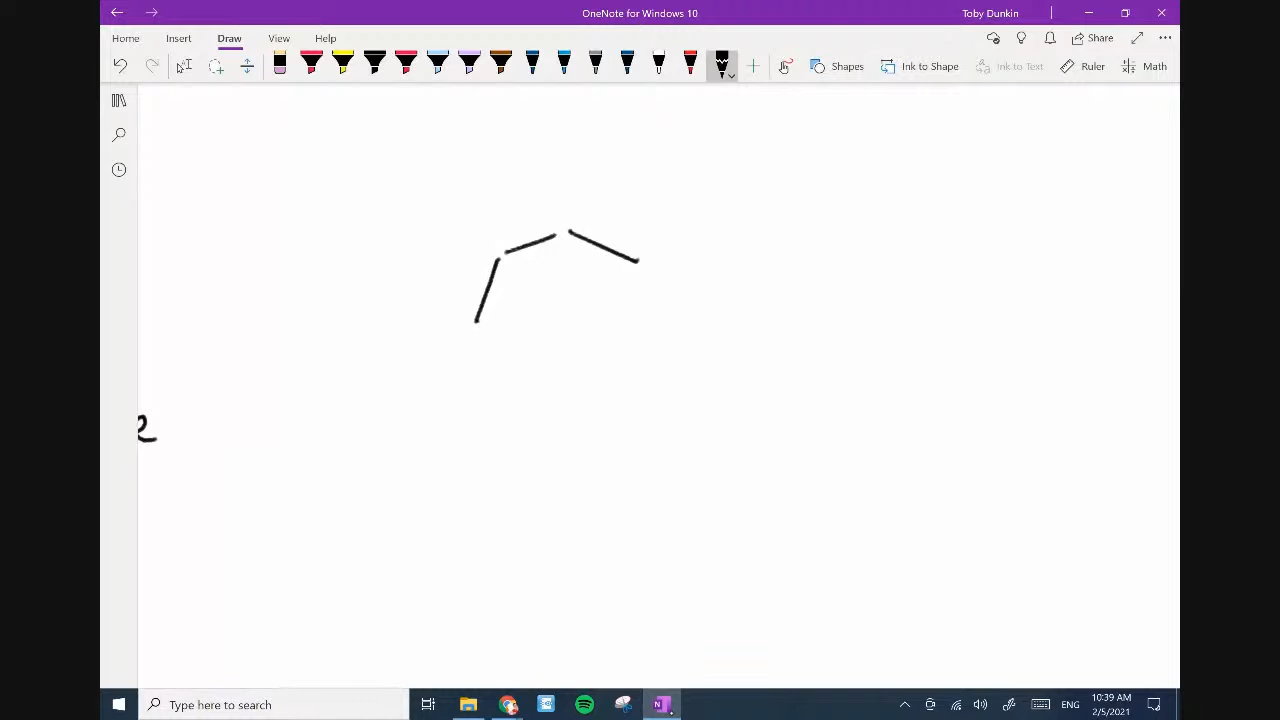 OneNote for Windows 10
Toby Dunkin
Home Insert Draw View Help
Share
Shapes Ink to Shape Ink to Text Ruler Math
e
Type here to search
ENG
10:39 AM
2/5/2021